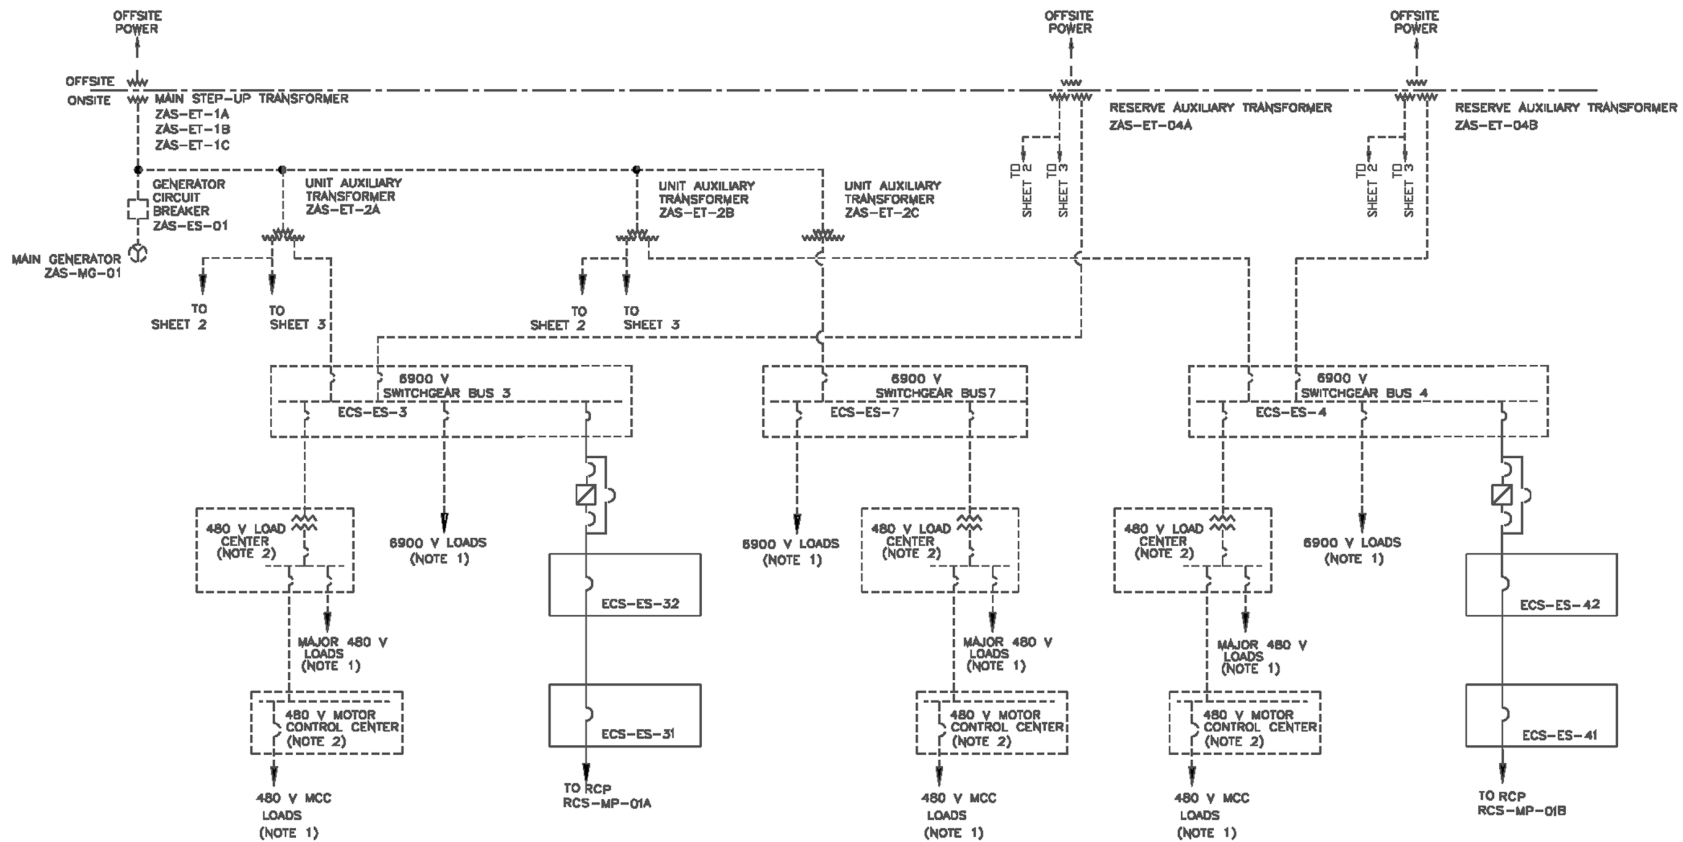 OFFSITE
POWER
OFFSITE
POWER
OFFSITE
POWER
OFFSITE
ONSITE
MAIN STEP-UP TRANSFORMER
ZAS-ET-1A
ZAS-ET-1B
ZAS-ET-1C
RESERVE AUXILIARY TRANSFORMER
ZAS-ET-04A
RESERVE AUXILIARY TRANSFORMER
ZAS-ET-04B
TO
SHEET 2
TO
SHEET 3
TO
SHEET 2
TO
SHEET 3
GENERATOR
CIRCUIT
BREAKER
ZAS-ES-01
UNIT AUXILIARY
TRANSFORMER
ZAS-ET-2A
UNIT AUXILIARY
TRANSFORMER
ZAS-ET-2B
UNIT AUXILIARY
TRANSFORMER
ZAS-ET-2C
MAIN GENERATOR
ZAS-MG-01
TO
SHEET 2
TO
SHEET 3
TO
SHEET 2
TO
SHEET 3
6900 V
SWITCHGEAR BUS 3
ECS-ES-3
6900 V
SWITCHGEAR BUS7
ECS-ES-7
6900 V
SWITCHGEAR BUS 4
ECS-ES-4
480 V LOAD
CENTER
(NOTE 2)
6900 V LOADS
(NOTE 1)
6900 V LOADS
(NOTE 1)
480 V LOAD
CENTER
(NOTE 2)
480 V LOAD
CENTER
(NOTE 2)
6900 V LOADS
(NOTE 1)
ECS-ES-32
ECS-ES-42
MAJOR 480 V
LOADS
(NOTE 1)
MAJOR 480 V
LOADS
(NOTE 1)
MAJOR 480 V
LOADS
(NOTE 1)
480 V MOTOR
CONTROL CENTER
(NOTE 2)
ECS-ES-31
480 V MOTOR
CONTROL CENTER
(NOTE 2)
480 V MOTOR
CONTROL CENTER
(NOTE 2)
ECS-ES-41
480 V MCC
LOADS
(NOTE 1)
TO RCP
RCS-MP-01A
480 V MCC
LOADS
(NOTE 1)
480 V MCC
LOADS
(NOTE 1)
TO RCP
RCS-MP-01B